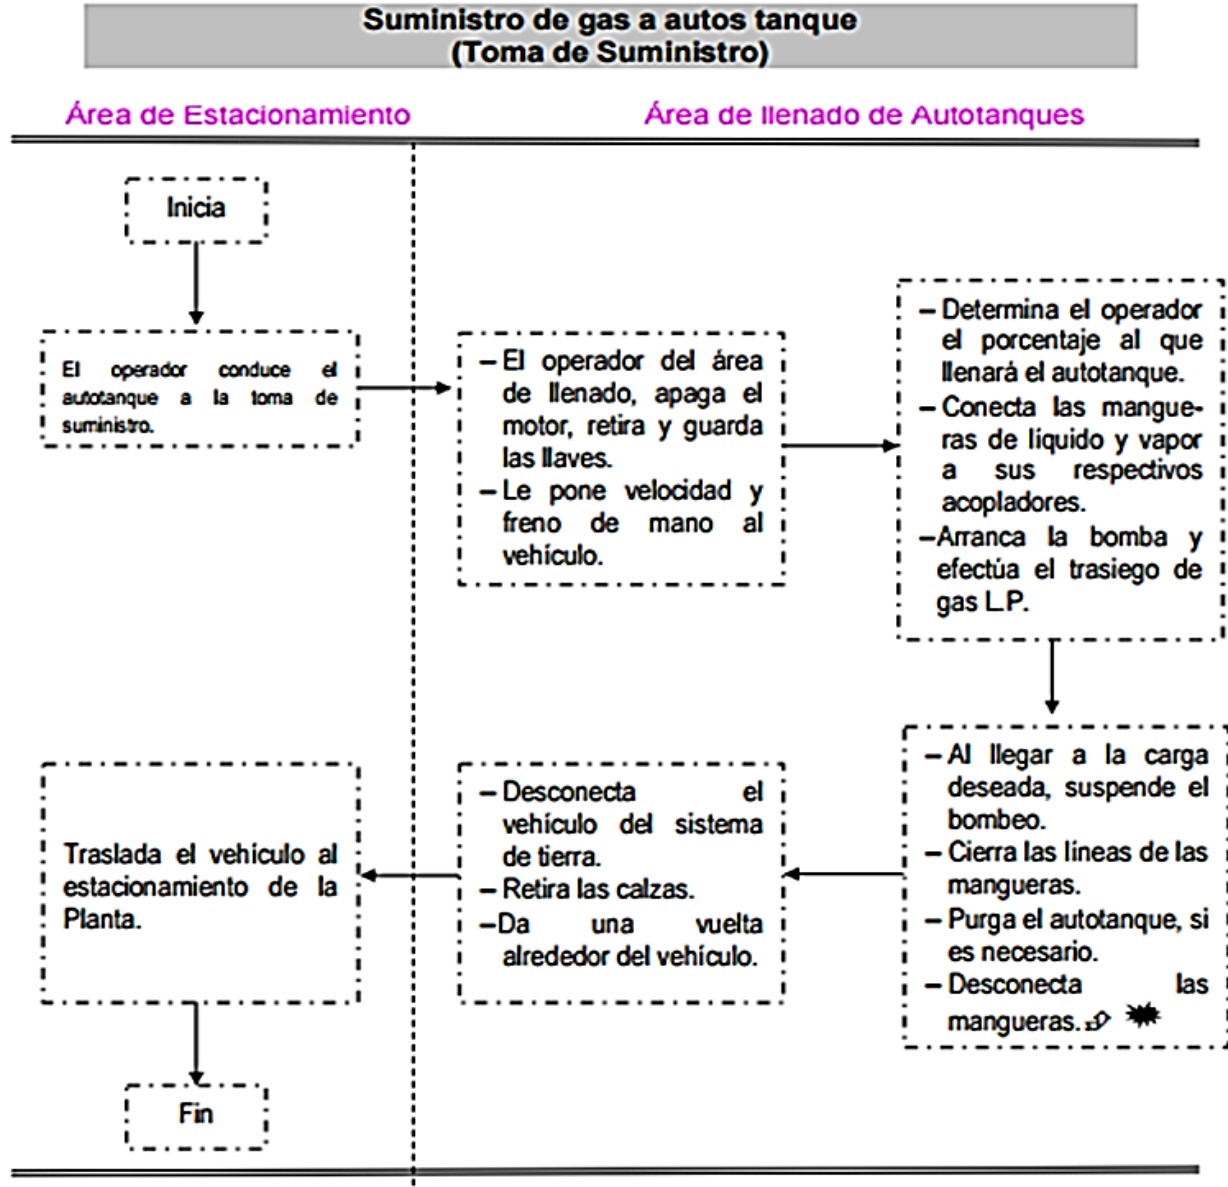 Suministro de gas a autos tanque
(Toma de Suministro)
Área de Estacionamiento
Área de llenado de Autotanques
Inicia
El operador conduce el
autotanque a la toma de
suministro.
– El operador del área
de llenado, apaga el
motor, retira y guarda
las llaves.
– Le pone velocidad y
freno de mano al
vehículo.
– Determina el operador
el porcentaje al que
llenará el autotanque.
– Conecta las mangue-
ras de líquido y vapor
a sus respectivos
acopladores.
–Arranca la bomba y
efectúa el trasiego de
gas L.P.
– Al llegar a la carga
deseada, suspende el
bombeo.
– Cierra las líneas de las
mangueras.
– Purga el autotanque, si
es necesario.
– Desconecta las
mangueras.
– Desconecta el
vehículo del sistema
de tierra.
– Retira las calzas.
–Da una vuelta
alrededor del vehículo.
Traslada el vehículo al
estacionamiento de la
Planta.
Fin